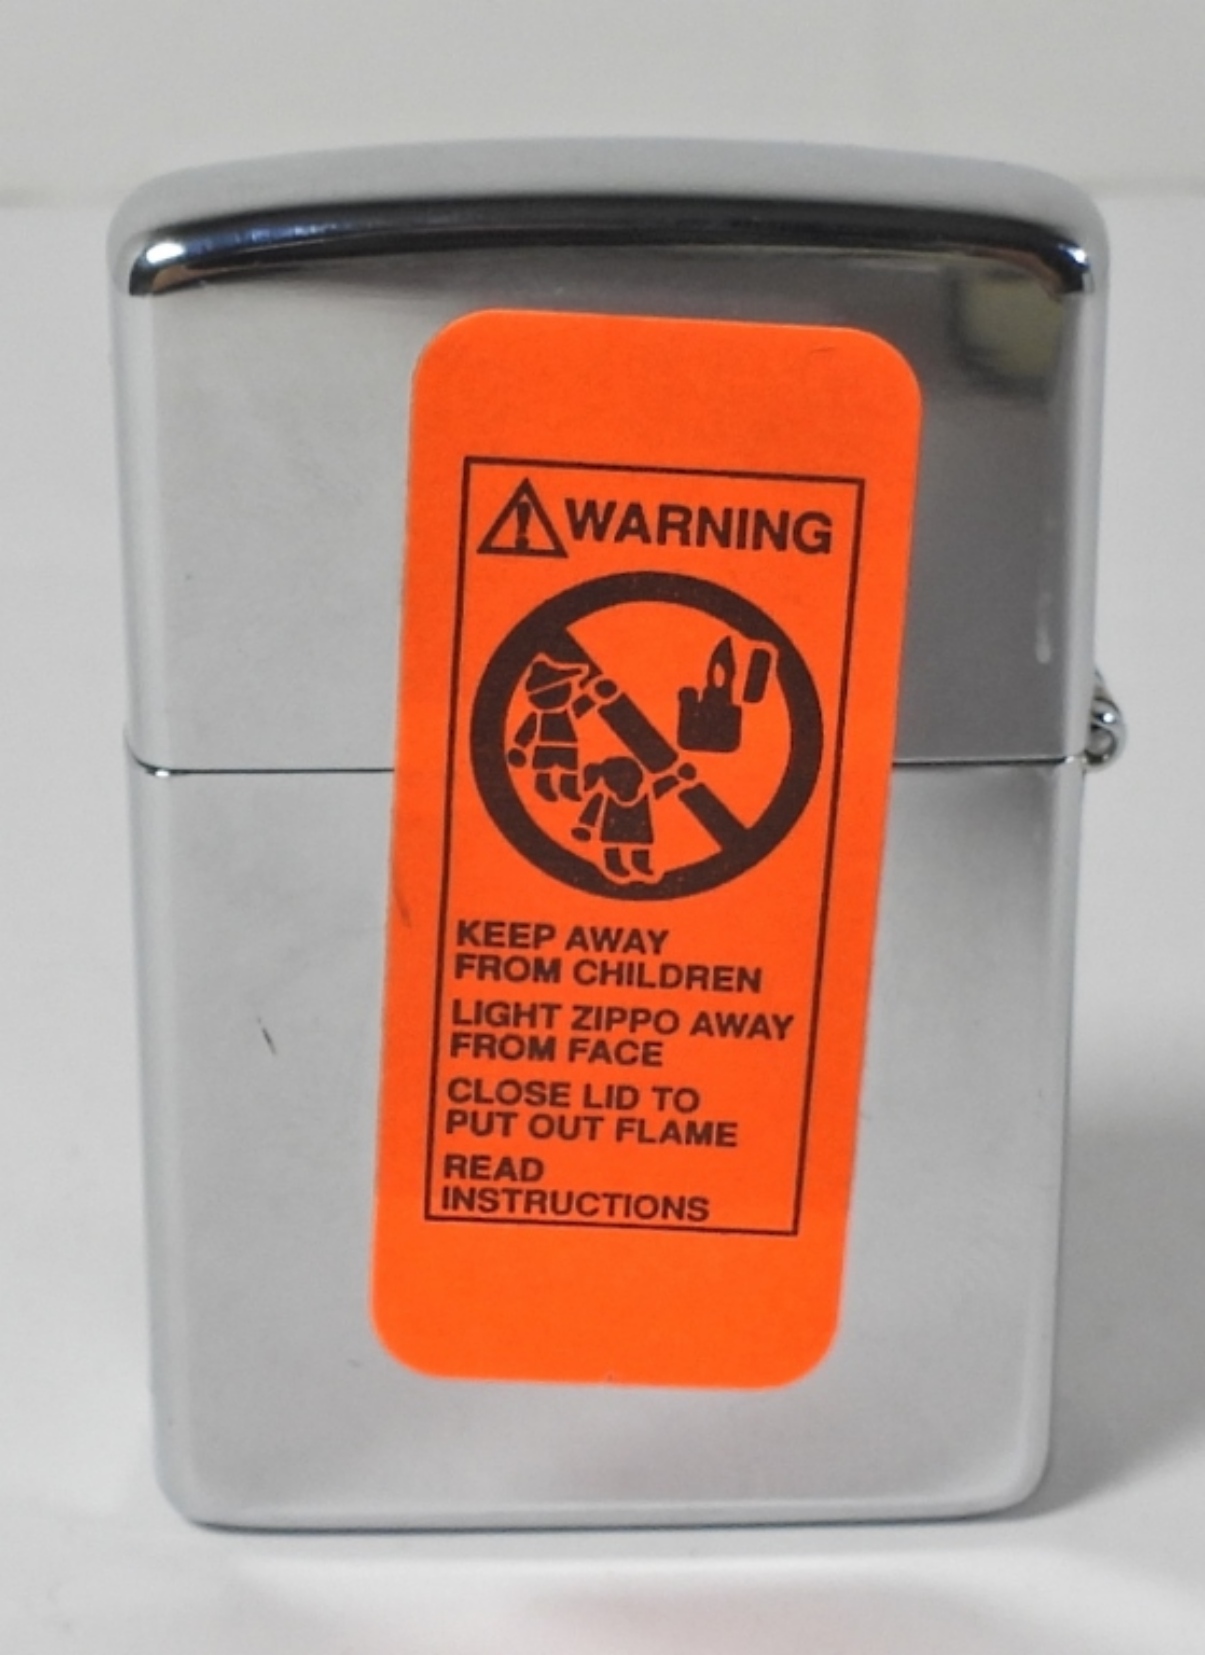 WARNING
KEEP AWAY
FROM CHILDREN
LIGHT ZIPPO AWAY
FROM FACE
CLOSE LID TO
PUT OUT FLAME
READ
INSTRUCTIONS